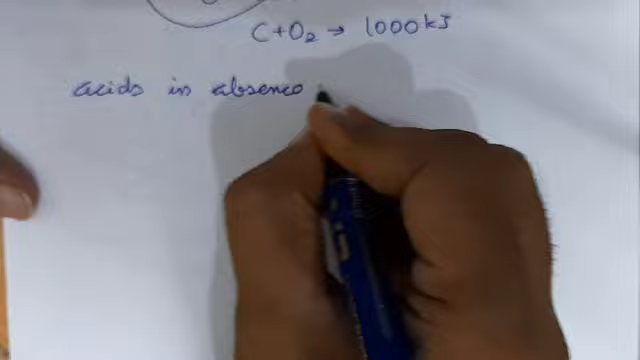 C+O₂ → 1000 kJ
acids in absence